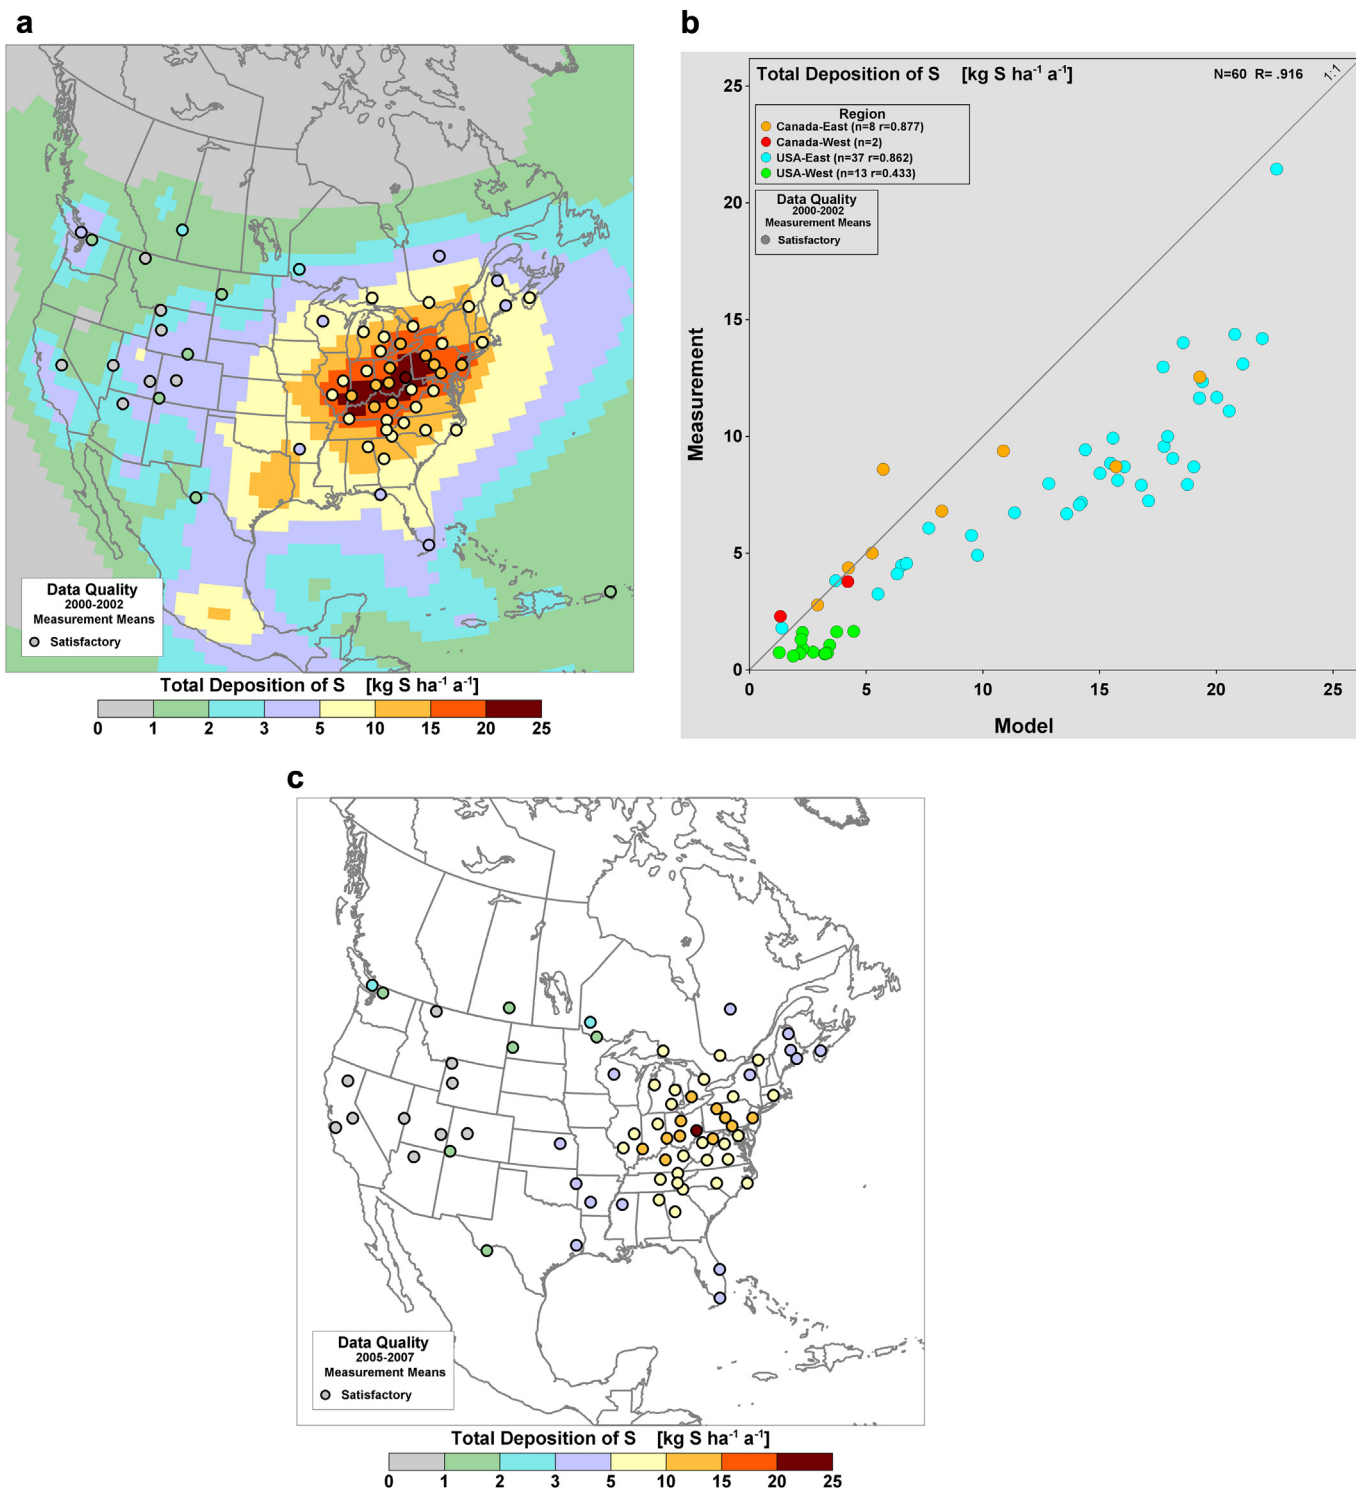 a
Data Quality
2000-2002
Measurement Means
Satisfactory
Total Deposition of S [kg S ha⁻¹ a⁻¹]
0 1 2 3 5 10 15 20 25
b
Total Deposition of S [kg S ha⁻¹ a⁻¹]
N=60 R= .916
1:1
Region
Canada-East (n=8 r=0.877)
Canada-West (n=2)
USA-East (n=37 r=0.862)
USA-West (n=13 r=0.433)
Data Quality
2000-2002
Measurement Means
Satisfactory
Measurement
25
20
15
10
5
0
0 5 10 15 20 25
Model
c
Data Quality
2005-2007
Measurement Means
Satisfactory
Total Deposition of S [kg S ha⁻¹ a⁻¹]
0 1 2 3 5 10 15 20 25